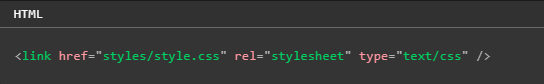 HTML
<link href="styles/style.css" rel="stylesheet" type="text/css" />